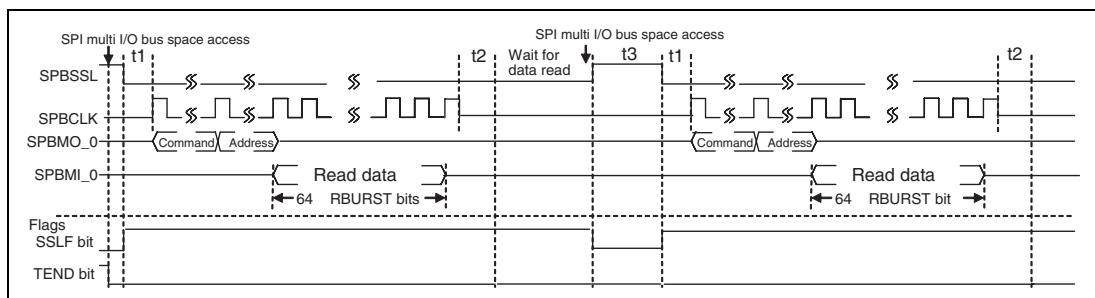 SPI multi I/O bus space access
SPI multi I/O bus space access
t1
t2
Wait for
data read
t3
t1
t2
SPBSSL
SPBCLK
SPBMO_0
Command
Address
Command
Address
SPBMI_0
Read data
Read data
64 RBURST bits
64 RBURST bit
Flags
SSLF bit
TEND bit